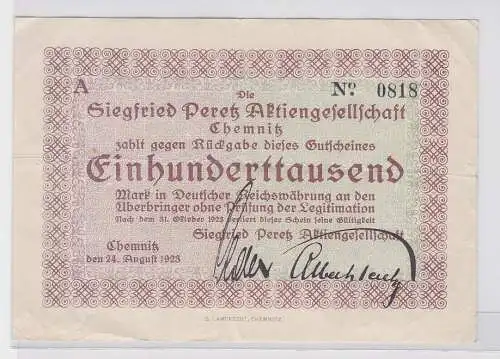 Die
A Nº 0818
Siegfried Peretz Aktiengesellschaft
Chemnitz
zahlt gegen Rückgabe dieses Gutscheines
Einhunderttausend
Mark in Deutscher Reichswährung an den
Überbringer ohne Prüfung der Legitimation
Nach dem 31. Oktober 1923 verliert dieser Schein seine Gültigkeit
Siegfried Peretz Aktiengesellschaft
Chemnitz
den 24. August 1923